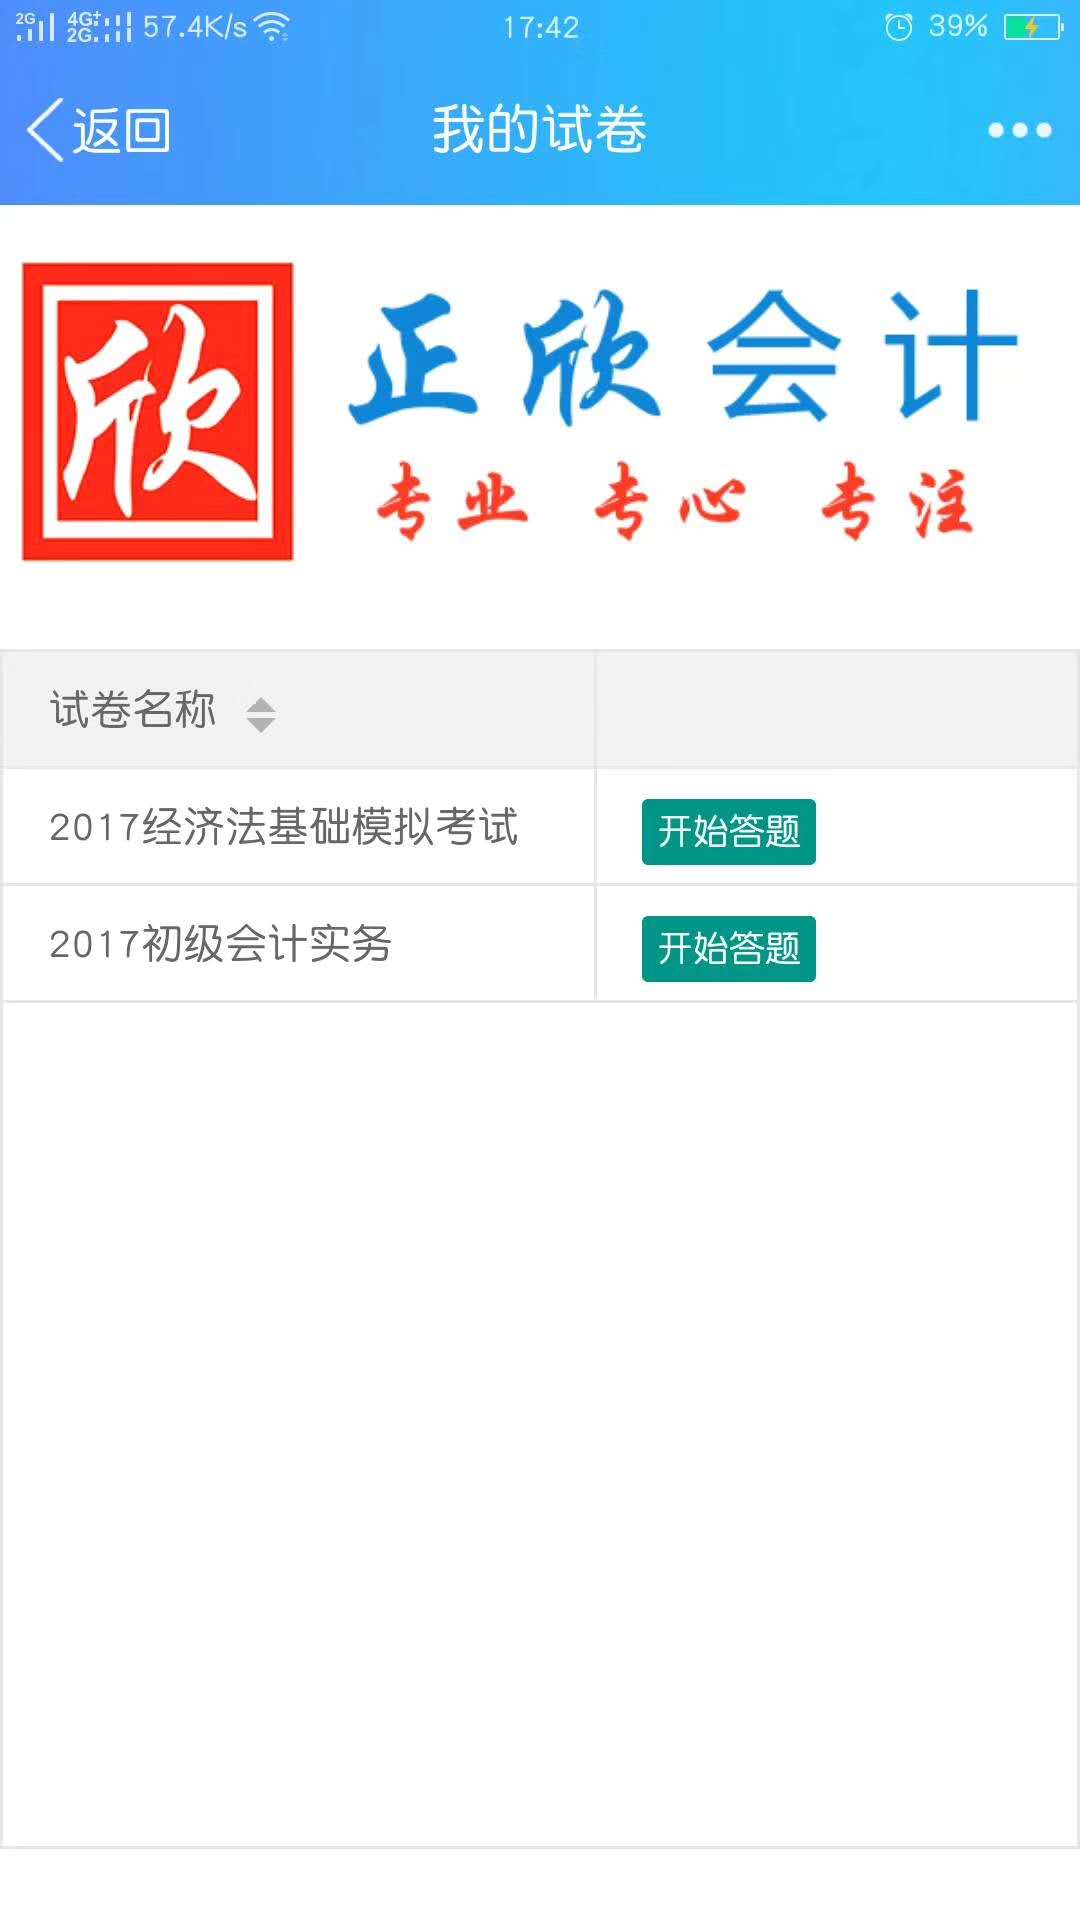 2G 4G+ 2G 57.4K/s 17:42 39%
返回 我的试卷
欣 正欣会计
专业 专心 专注
试卷名称
2017经济法基础模拟考试 开始答题
2017初级会计实务 开始答题